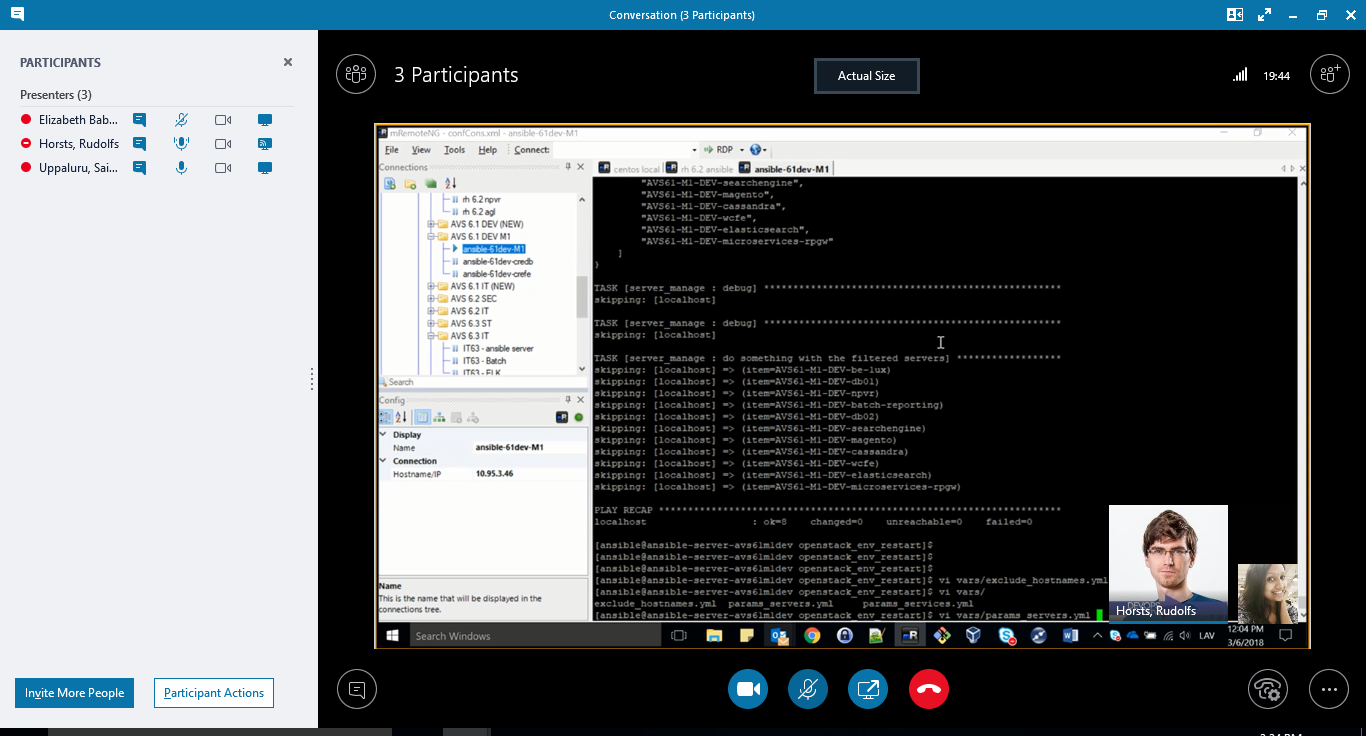 Conversation (3 Participants)
PARTICIPANTS
Presenters (3)
Elizabeth Bab...
Horsts, Rudolfs
Uppaluru, Sai...
Invite More People
Participant Actions
3 Participants
Actual Size
19:44
mRemoteNG - confCons.xml - ansible-61dev-M1
File View Tools Help Connect: RDP
Connections
rh 6.2 npvr
rh 6.2 agl
AVS 6.1 DEV (NEW)
AVS 6.1 DEV M1
ansible-61dev-M1
ansible-61dev-credb
ansible-61dev-crefe
AVS 6.1 IT (NEW)
AVS 6.2 SEC
AVS 6.2 IT
AVS 6.3 ST
AVS 6.3 IT
IT63 - ansible server
IT63 - Batch
IT63 - ELK
Search
Config
Display
Name ansible-61dev-M1
Connection
Hostname/IP 10.95.3.46
Name
This is the name that will be displayed in the
connections tree.
centos local rh 6.2 ansible ansible-61dev-M1
"AVS61-M1-DEV-searchengine",
"AVS61-M1-DEV-magento",
"AVS61-M1-DEV-cassandra",
"AVS61-M1-DEV-wcfe",
"AVS61-M1-DEV-elasticsearch",
"AVS61-M1-DEV-microservices-rpgw"
]
}
TASK [server_manage : debug] ***************************************************
skipping: [localhost]
TASK [server_manage : debug] ***************************************************
skipping: [localhost]
TASK [server_manage : do something with the filtered servers] ******************
skipping: [localhost] => (item=AVS61-M1-DEV-be-lux)
skipping: [localhost] => (item=AVS61-M1-DEV-db01)
skipping: [localhost] => (item=AVS61-M1-DEV-npvr)
skipping: [localhost] => (item=AVS61-M1-DEV-batch-reporting)
skipping: [localhost] => (item=AVS61-M1-DEV-db02)
skipping: [localhost] => (item=AVS61-M1-DEV-searchengine)
skipping: [localhost] => (item=AVS61-M1-DEV-magento)
skipping: [localhost] => (item=AVS61-M1-DEV-cassandra)
skipping: [localhost] => (item=AVS61-M1-DEV-wcfe)
skipping: [localhost] => (item=AVS61-M1-DEV-elasticsearch)
skipping: [localhost] => (item=AVS61-M1-DEV-microservices-rpgw)
PLAY RECAP *********************************************************************
localhost : ok=8 changed=0 unreachable=0 failed=0
[ansible@ansible-server-avs61m1dev openstack_env_restart]$
[ansible@ansible-server-avs61m1dev openstack_env_restart]$
[ansible@ansible-server-avs61m1dev openstack_env_restart]$
[ansible@ansible-server-avs61m1dev openstack_env_restart]$ vi vars/exclude_hostnames.yml
[ansible@ansible-server-avs61m1dev openstack_env_restart]$ vi vars/
exclude_hostnames.yml params_servers.yml params_services.yml
[ansible@ansible-server-avs61m1dev openstack_env_restart]$ vi vars/params_servers.yml
Horsts, Rudolfs
Search Windows
LAV
12:04 PM
3/6/2018